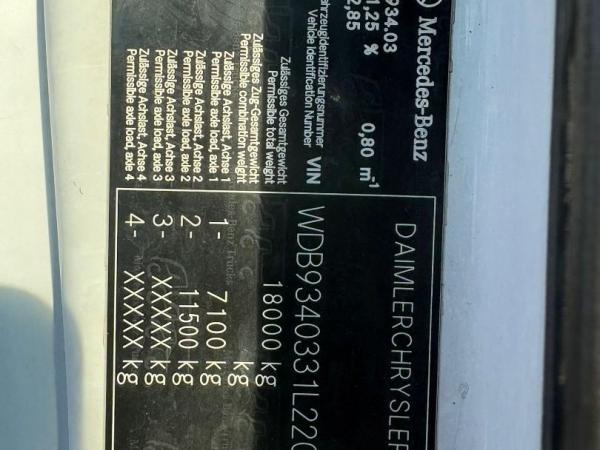 Mercedes-Benz
934.03
1,25 % 0,80 m-1
2,85
DAIMLERCHRYSLER
Fahrzeugidentifizierungsnummer
Vehicle Identification Number VIN WDB9340331L220
Zulässiges Gesamtgewicht
Permissible total weight 18000 kg
Zulässiges Zug-Gesamtgewicht
Permissible combination weight kg
Zulässige Achslast, Achse 1
Permissible axle load, axle 1 1- 7100 kg
Zulässige Achslast, Achse 2
Permissible axle load, axle 2 2- 11500 kg
Zulässige Achslast, Achse 3
Permissible axle load, axle 3 3- XXXXX kg
Zulässige Achslast, Achse 4
Permissible axle load, axle 4 4- XXXXX kg